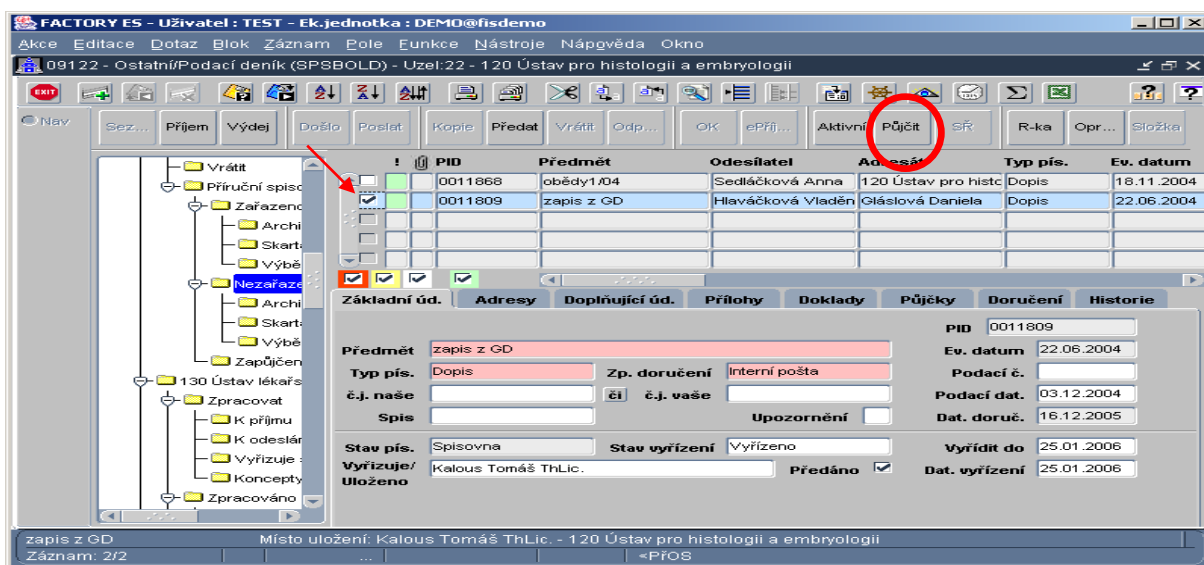 FACTORY ES - Uživatel : TEST - Ek.jednotka : DEMO@fisdemo
Akce Editace Dotaz Blok Záznam Pole Funkce Nástroje Nápověda Okno
09122 - Ostatní/Podací deník (SPSBOLD) - Uzel:22 - 120 Ústav pro histologii a embryologii
EXIT
Nav Sez... Příjem Výdej Došlo Poslat Kopie Předat Vrátit Odp... OK ePříj... Aktivní Půjčit SŘ R-ka Opr... Složka
! PID Předmět Odesílatel Adresát Typ pís. Ev. datum
0011868 obědy1/04 Sedláčková Anna 120 Ústav pro histc Dopis 18.11.2004
0011809 zapis z GD Hlaváčková Vladěn Gláslová Daniela Dopis 22.06.2004
Vrátit
Příruční spisc
Zařazenc
Archi
Skart
Výbě
Nezařaze
Archi
Skart
Výbě
Zapůjčen
130 Ústav lékařs
Zpracovat
K příjmu
K odeslár
Vyřizuje
Koncepty
Zpracováno
Základní úd. Adresy Doplňující úd. Přílohy Doklady Půjčky Doručení Historie
PID 0011809
Předmět zapis z GD Ev. datum 22.06.2004
Typ pís. Dopis Zp. doručení Interní pošta Podací č.
č.j. naše či č.j. vaše Podací dat. 03.12.2004
Spis Upozornění Dat. doruč. 16.12.2005
Stav pís. Spisovna Stav vyřízení Vyřízeno Vyřídit do 25.01.2006
Vyřizuje/
Uloženo Kalous Tomáš ThLic. Předáno Dat. vyřízení 25.01.2006
zapis z GD Místo uložení: Kalous Tomáš ThLic. - 120 Ústav pro histologii a embryologii
Záznam: 2/2 ... <PřOS